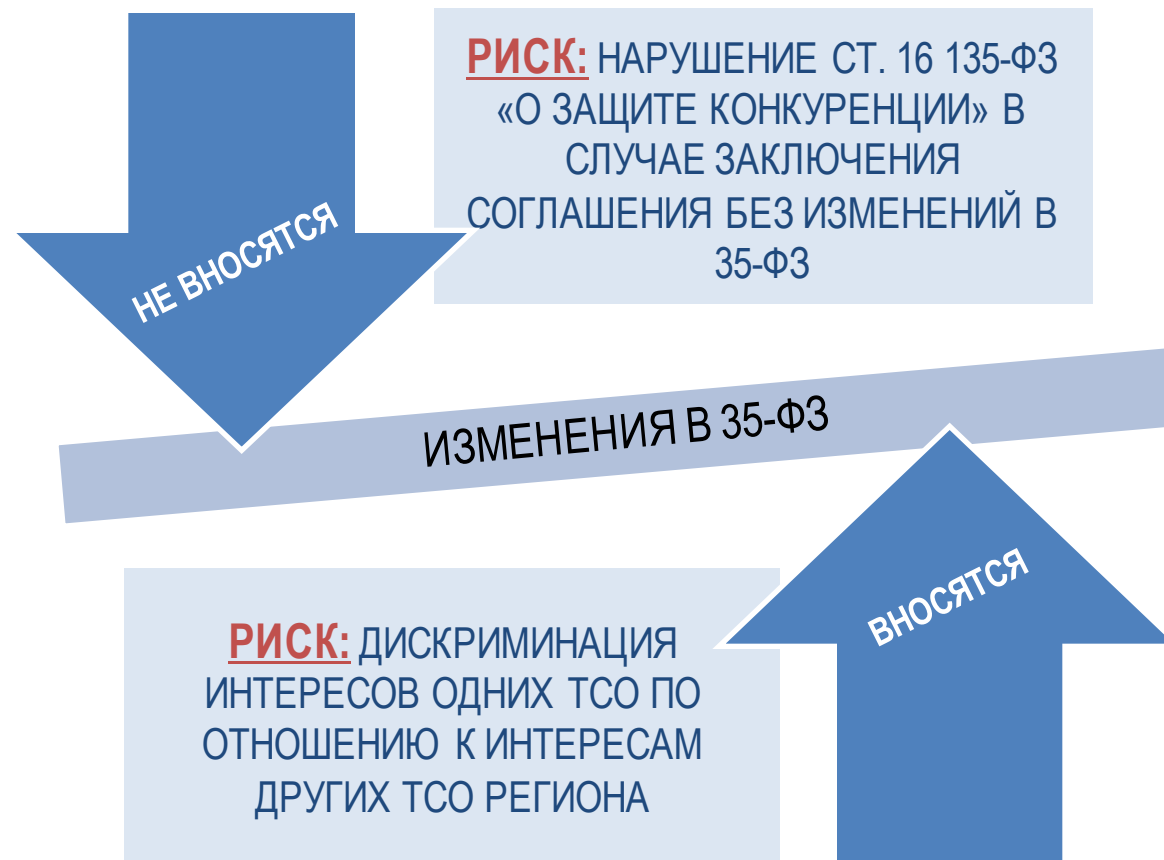 РИСК: НАРУШЕНИЕ СТ. 16 135-ФЗ
«О ЗАЩИТЕ КОНКУРЕНЦИИ» В
СЛУЧАЕ ЗАКЛЮЧЕНИЯ
СОГЛАШЕНИЯ БЕЗ ИЗМЕНЕНИЙ В
35-ФЗ
НЕ ВНОСЯТСЯ
ИЗМЕНЕНИЯ В 35-ФЗ
ВНОСЯТСЯ
РИСК: ДИСКРИМИНАЦИЯ
ИНТЕРЕСОВ ОДНИХ ТСО ПО
ОТНОШЕНИЮ К ИНТЕРЕСАМ
ДРУГИХ ТСО РЕГИОНА